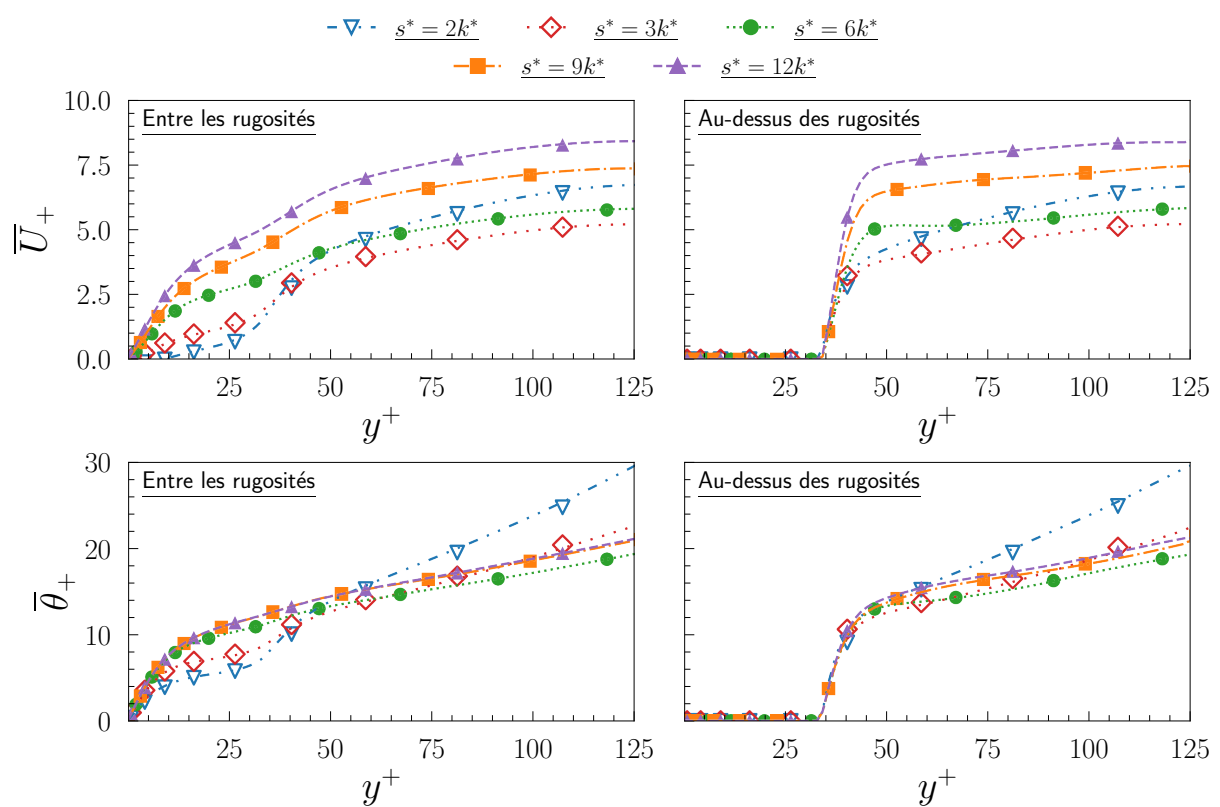 s* = 2k* s* = 3k* s* = 6k*
s* = 9k* s* = 12k*
Entre les rugosités
Au-dessus des rugosités
10.0
7.5
5.0
2.5
0.0
U̅₊
25 50 75 100 125
25 50 75 100 125
y⁺
y⁺
Entre les rugosités
Au-dessus des rugosités
30
20
10
0
θ̅₊
25 50 75 100 125
25 50 75 100 125
y⁺
y⁺